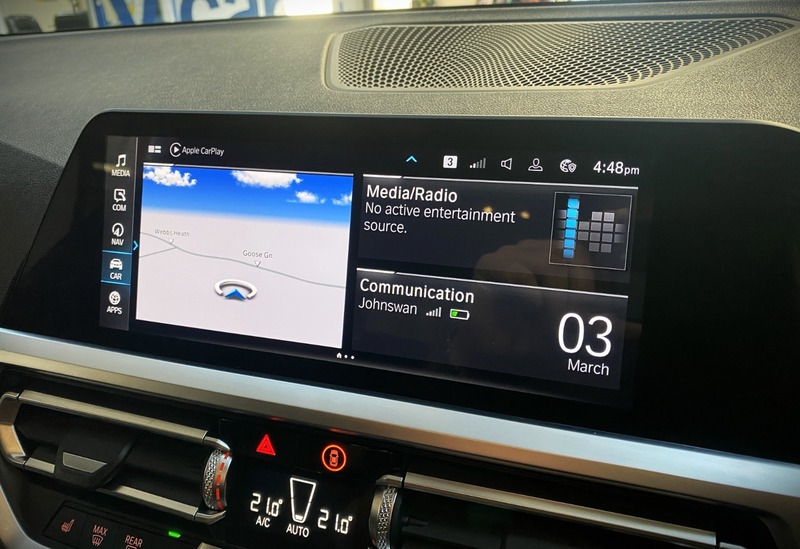 Apple CarPlay
3
4:48pm
MEDIA
COM
NAV
CAR
APPS
Webbs Heath
Goose Gn
Media/Radio
No active entertainment
source.
Communication
Johnswan
03
March
21.0°
A/C
AUTO
21.0°
MAX
REAR